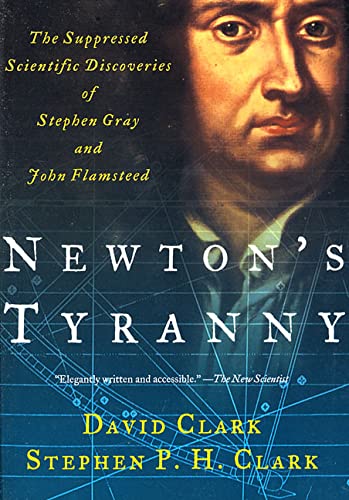 The Suppressed
Scientific Discoveries
of
Stephen Gray
and
John Flamsteed
NEWTON'S
TYRANNY
"Elegantly written and accessible."—The New Scientist
DAVID CLARK
STEPHEN P. H. CLARK